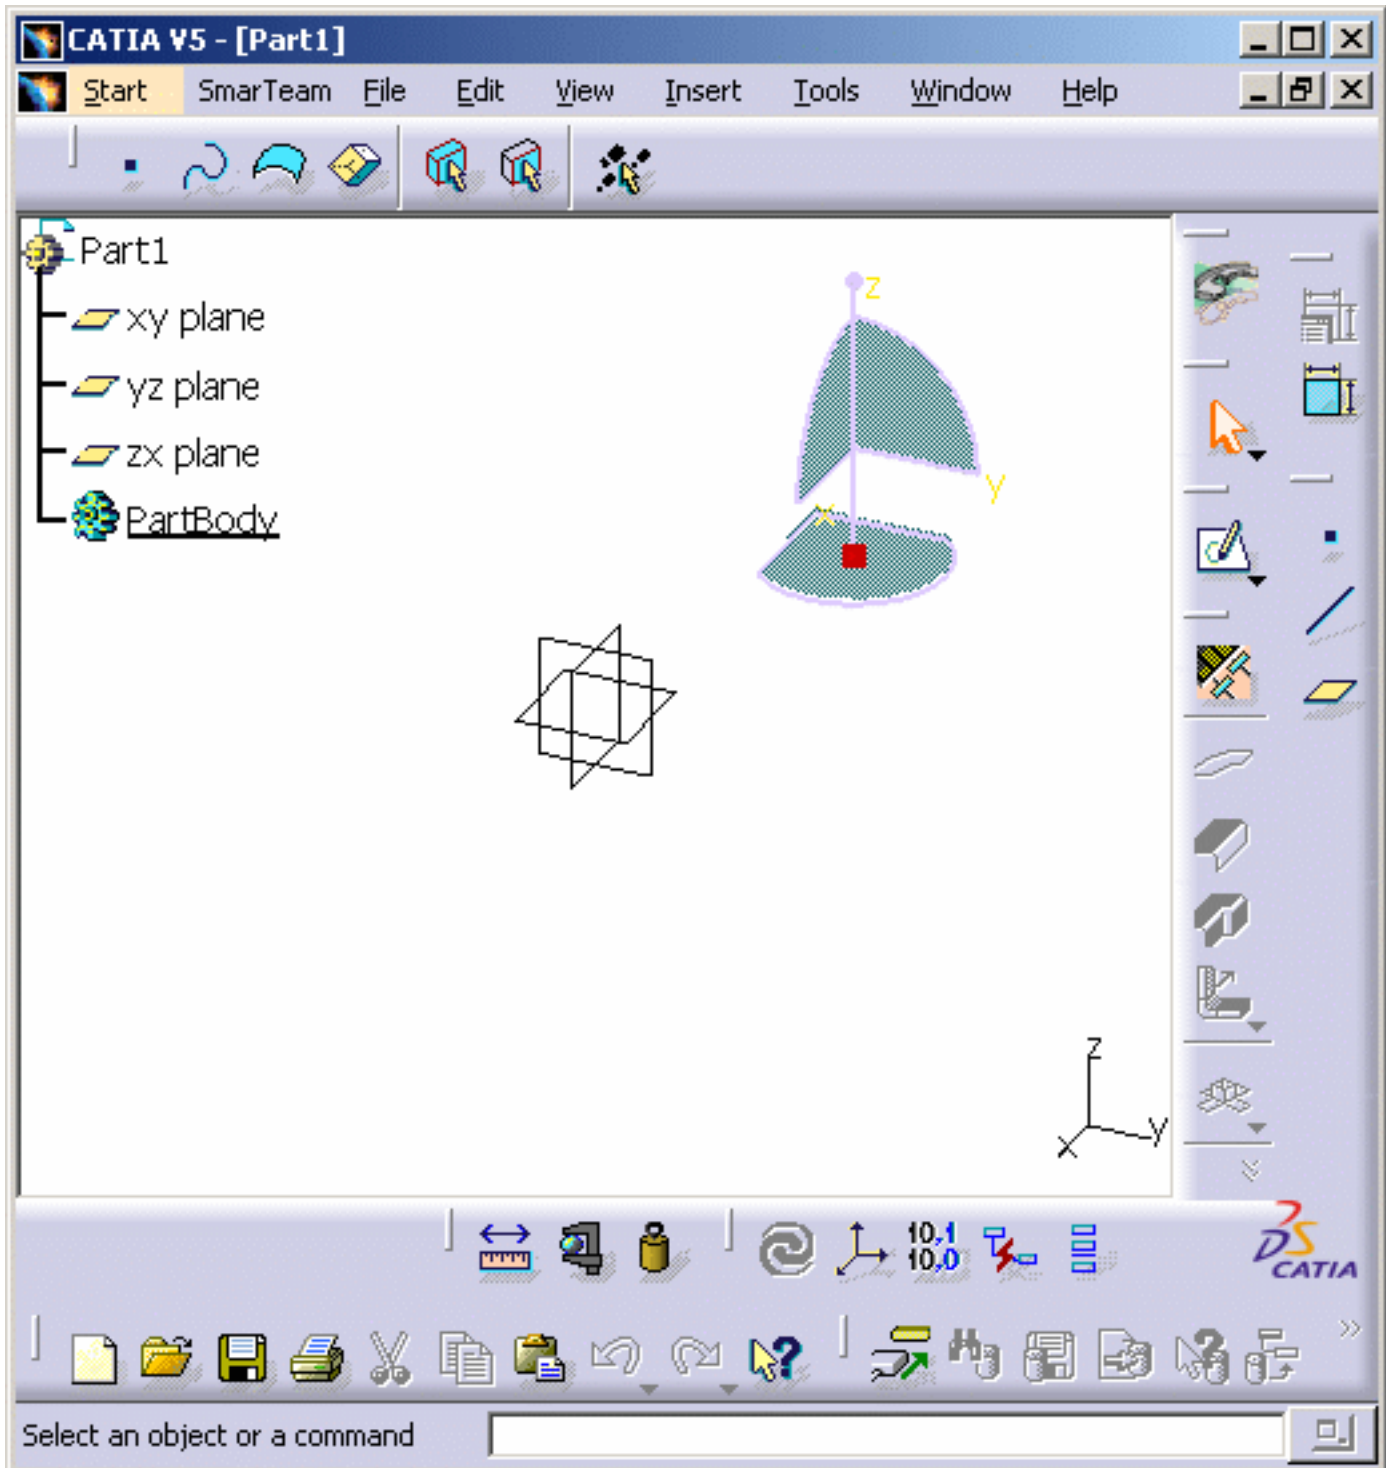 CATIA V5 - [Part1]
Start SmarTeam File Edit View Insert Tools Window Help
Part1
xy plane
yz plane
zx plane
PartBody
z
y
x
z
y
x
10,1
10,0
DS
CATIA
?
Select an object or a command